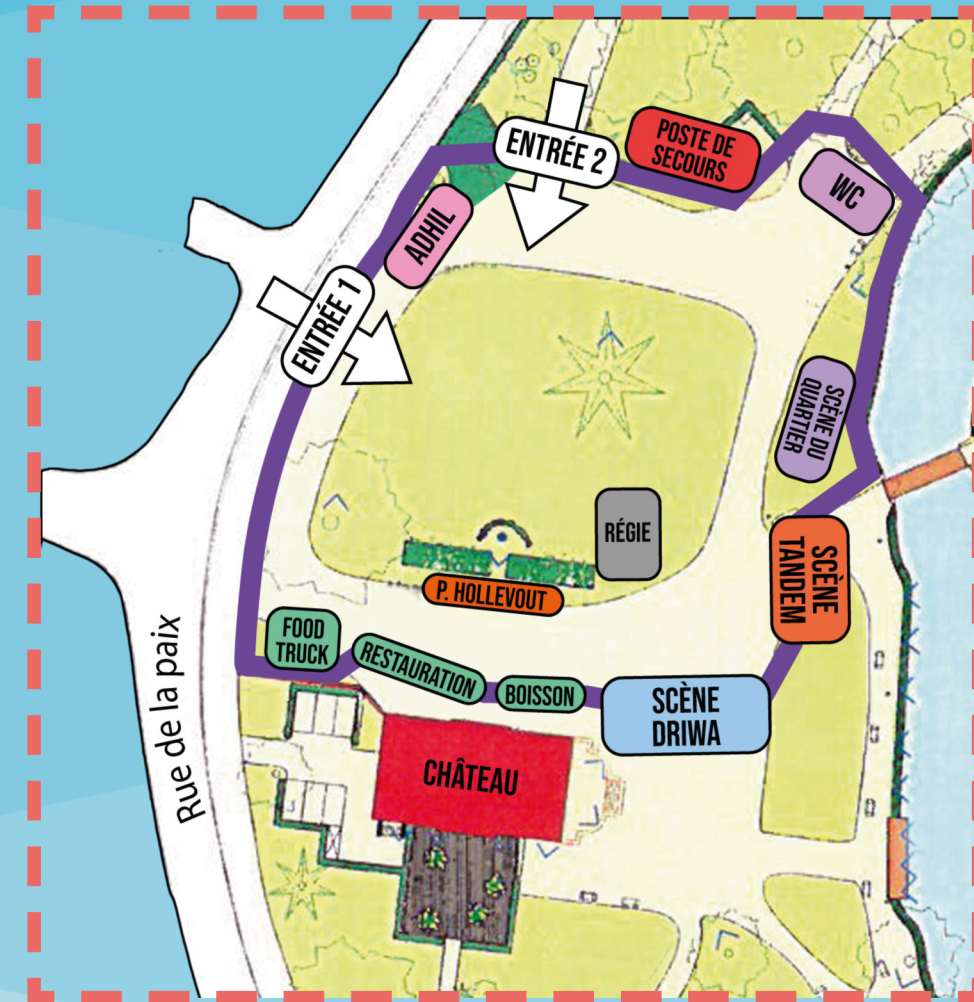 ENTRÉE 2
POSTE DE
SECOURS
WC
ADHIL
ENTRÉE 1
SCÈNE DU
QUARTIER
RÉGIE
SCÈNE
TANDEM
P. HOLLEVOUT
FOOD
TRUCK
RESTAURATION
BOISSON
SCÈNE
DRIWA
CHÂTEAU
Rue de la paix